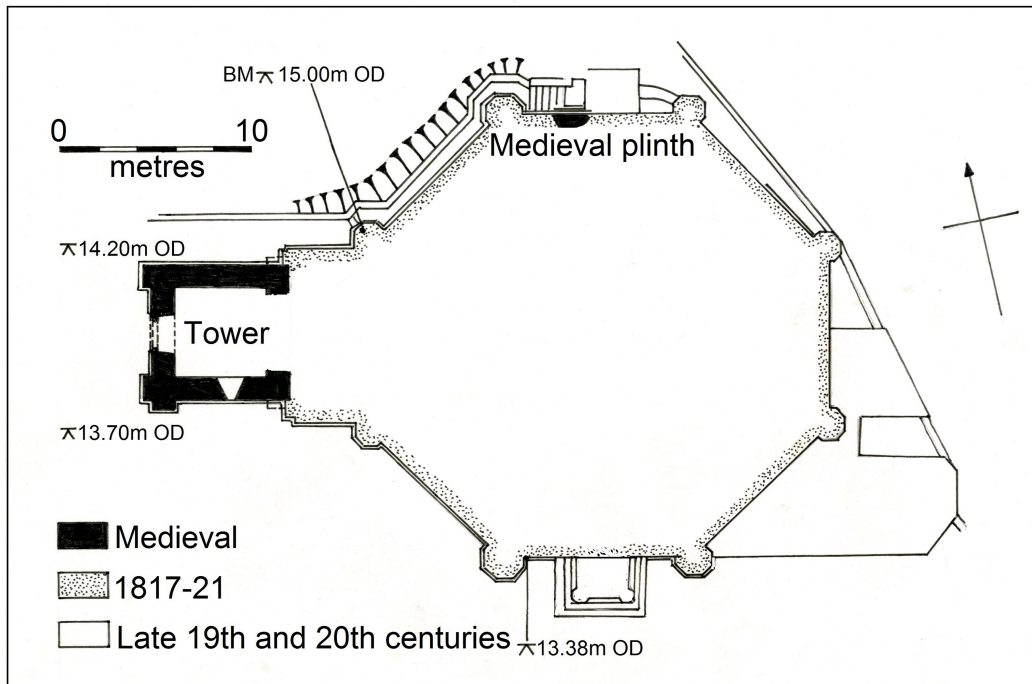 BM⚻ 15.00m OD
0 10
metres
Medieval plinth
⚻14.20m OD
Tower
⚻13.70m OD
Medieval
1817-21
Late 19th and 20th centuries
⚻13.38m OD